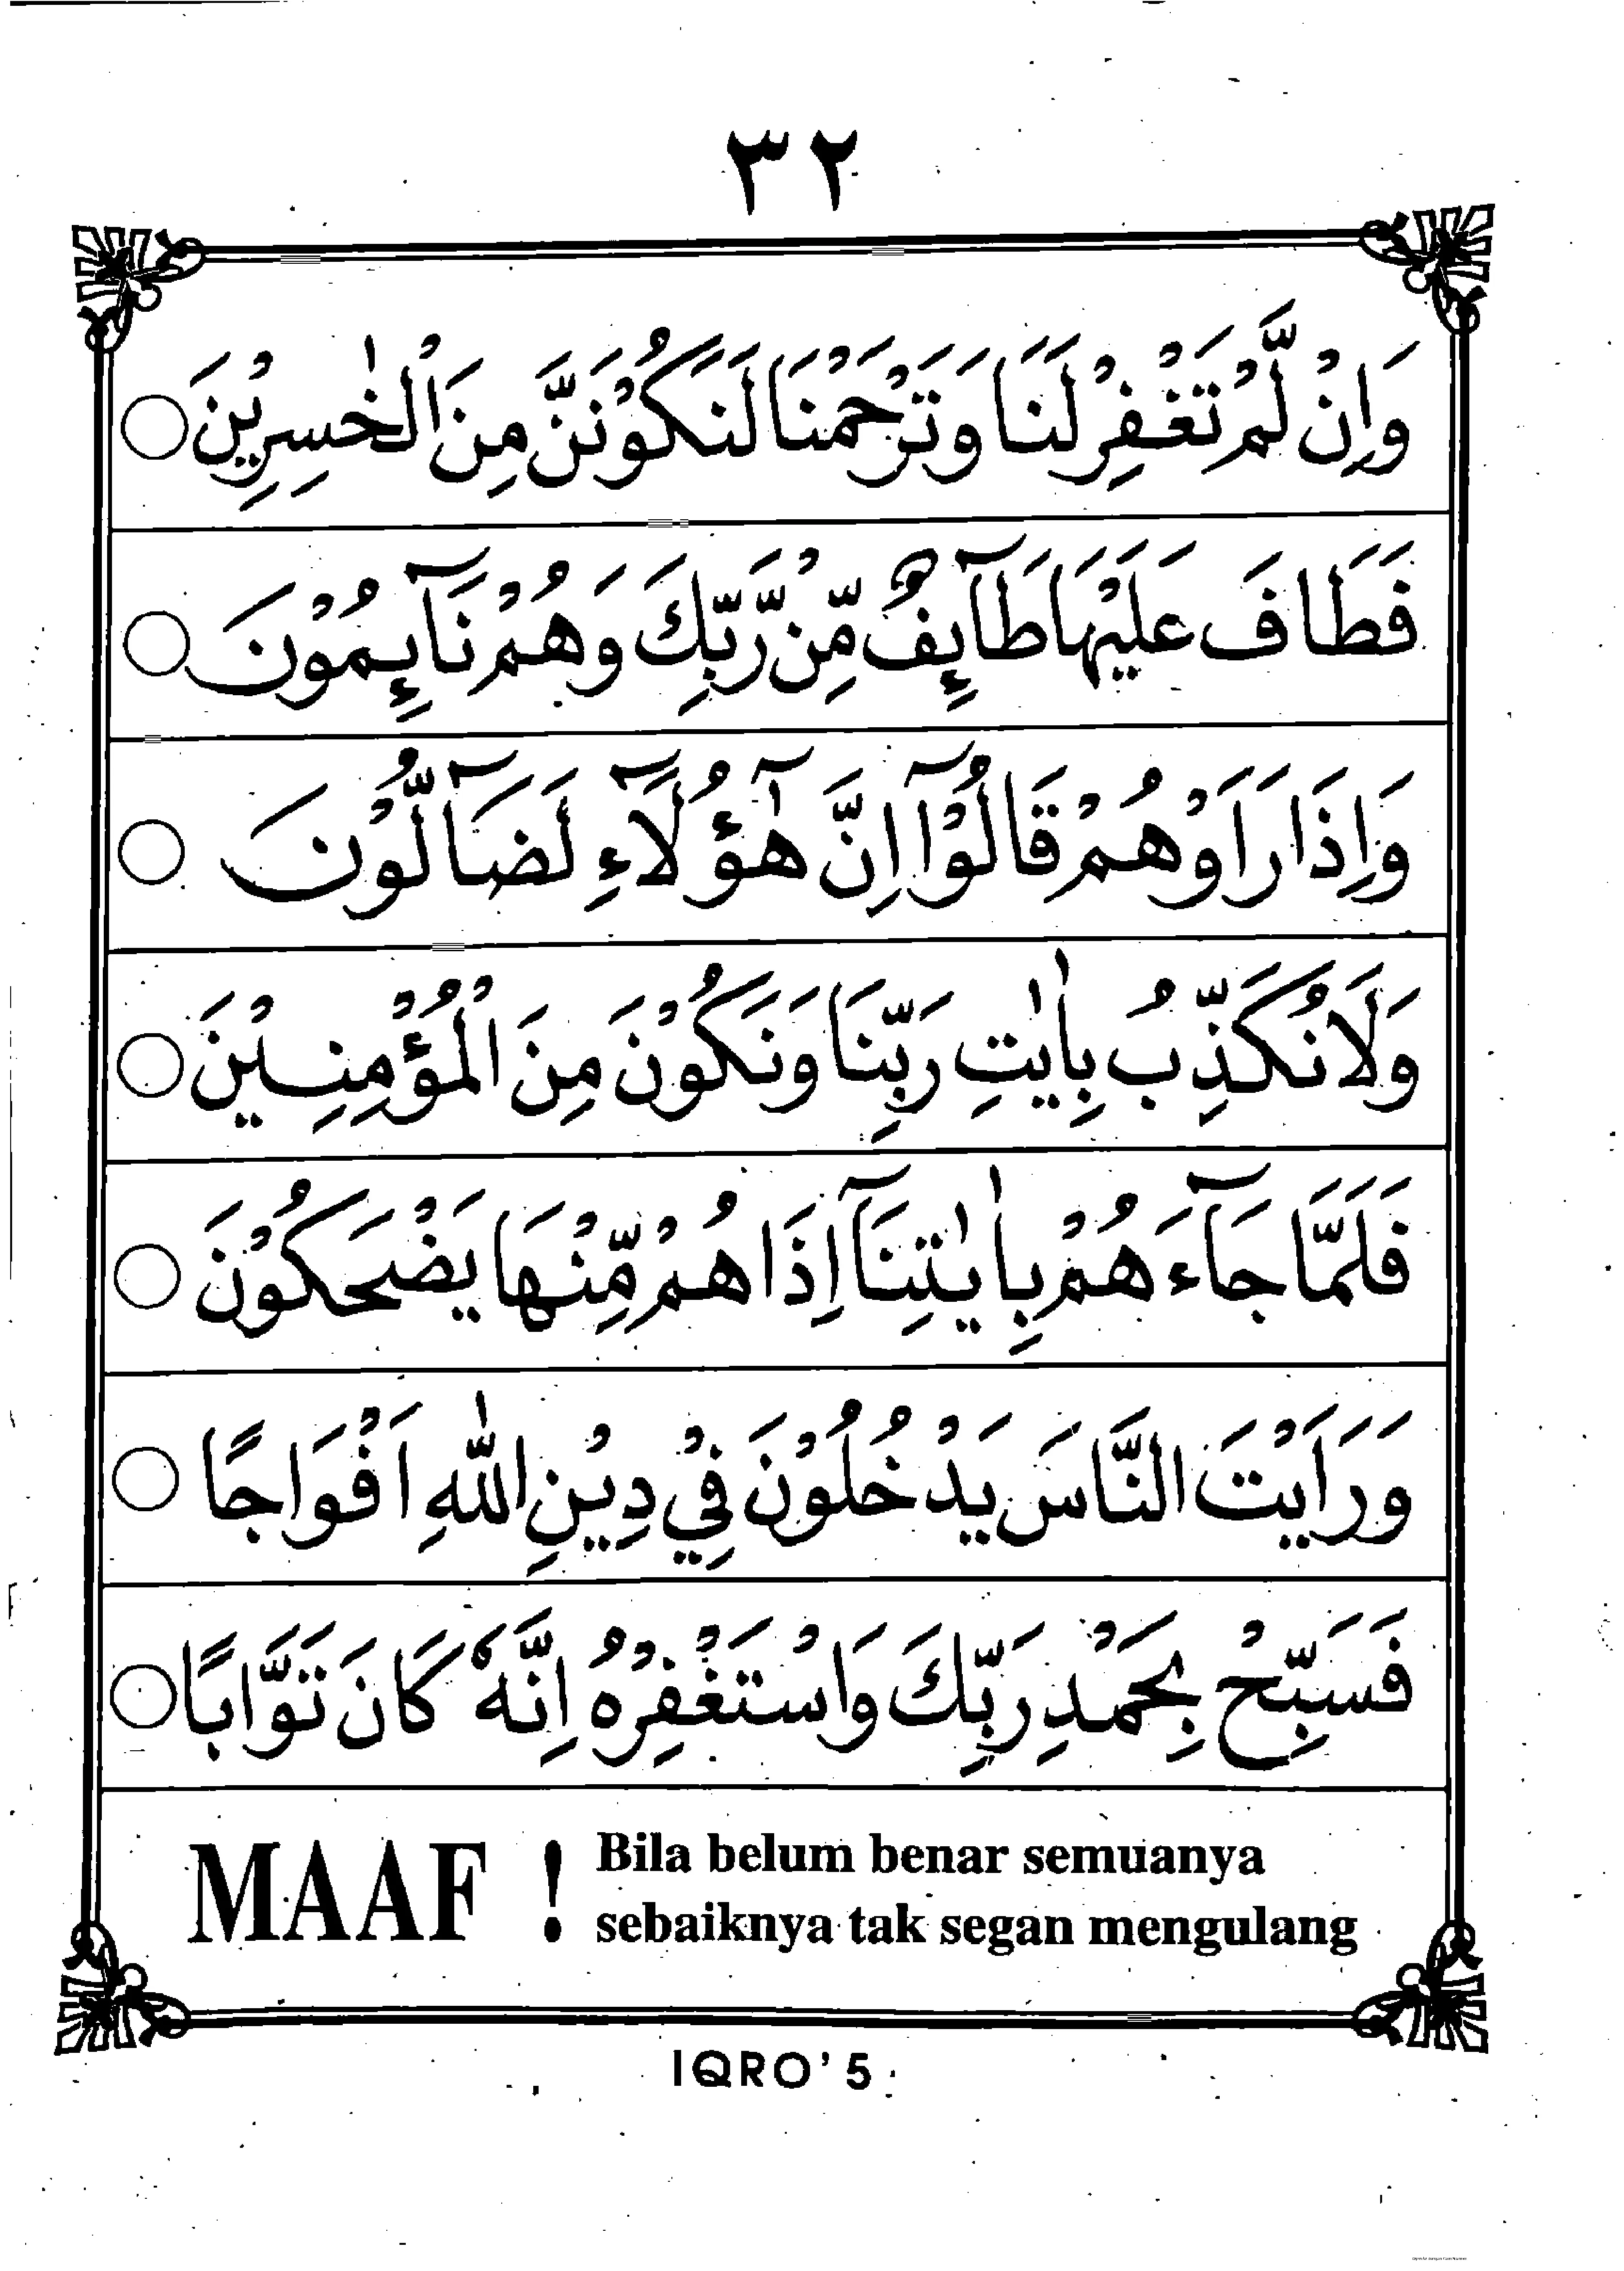 ٣٢
وَاِنْ لَّمْ تَغْفِرْ لَنَا وَتَرْحَمْنَا لَنَكُوْنَنَّ مِنَ الْخٰسِرِيْنَ ○
فَطَافَ عَلَيْهَا طَآئِفٌ مِّنْ رَّبِّكَ وَهُمْ نَآئِمُوْنَ ○
وَاِذَا رَاَوْهُمْ قَالُوْٓا اِنَّ هٰٓؤُلَآءِ لَضَآلُّوْنَ ○
وَلَا نُكَذِّبُ بِاٰيٰتِ رَبِّنَا وَنَكُوْنَ مِنَ الْمُؤْمِنِيْنَ ○
فَلَمَّا جَآءَهُمْ بِاٰيٰتِنَآ اِذَا هُمْ مِّنْهَا يَضْحَكُوْنَ ○
وَرَاَيْتَ النَّاسَ يَدْخُلُوْنَ فِيْ دِيْنِ اللّٰهِ اَفْوَاجًا ○
فَسَبِّحْ بِحَمْدِ رَبِّكَ وَاسْتَغْفِرْهُ اِنَّهٗ كَانَ تَوَّابًا ○
MAAF ! Bila belum benar semuanya
sebaiknya tak segan mengulang
IQRO’5